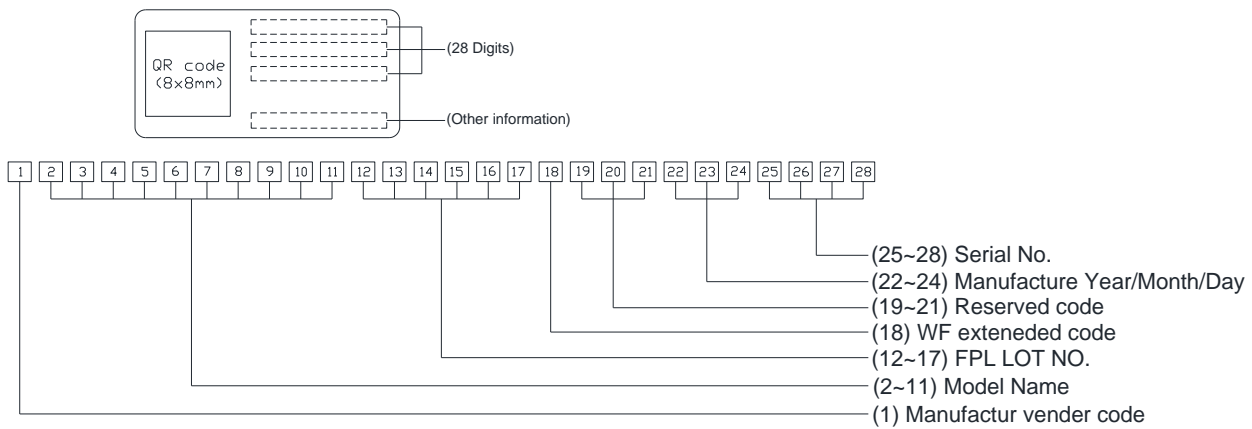 QR code
(8x8mm)
(28 Digits)
(Other information)
1 2 3 4 5 6 7 8 9 10 11 12 13 14 15 16 17 18 19 20 21 22 23 24 25 26 27 28
(25~28) Serial No.
(22~24) Manufacture Year/Month/Day
(19~21) Reserved code
(18) WF exteneded code
(12~17) FPL LOT NO.
(2~11) Model Name
(1) Manufactur vender code